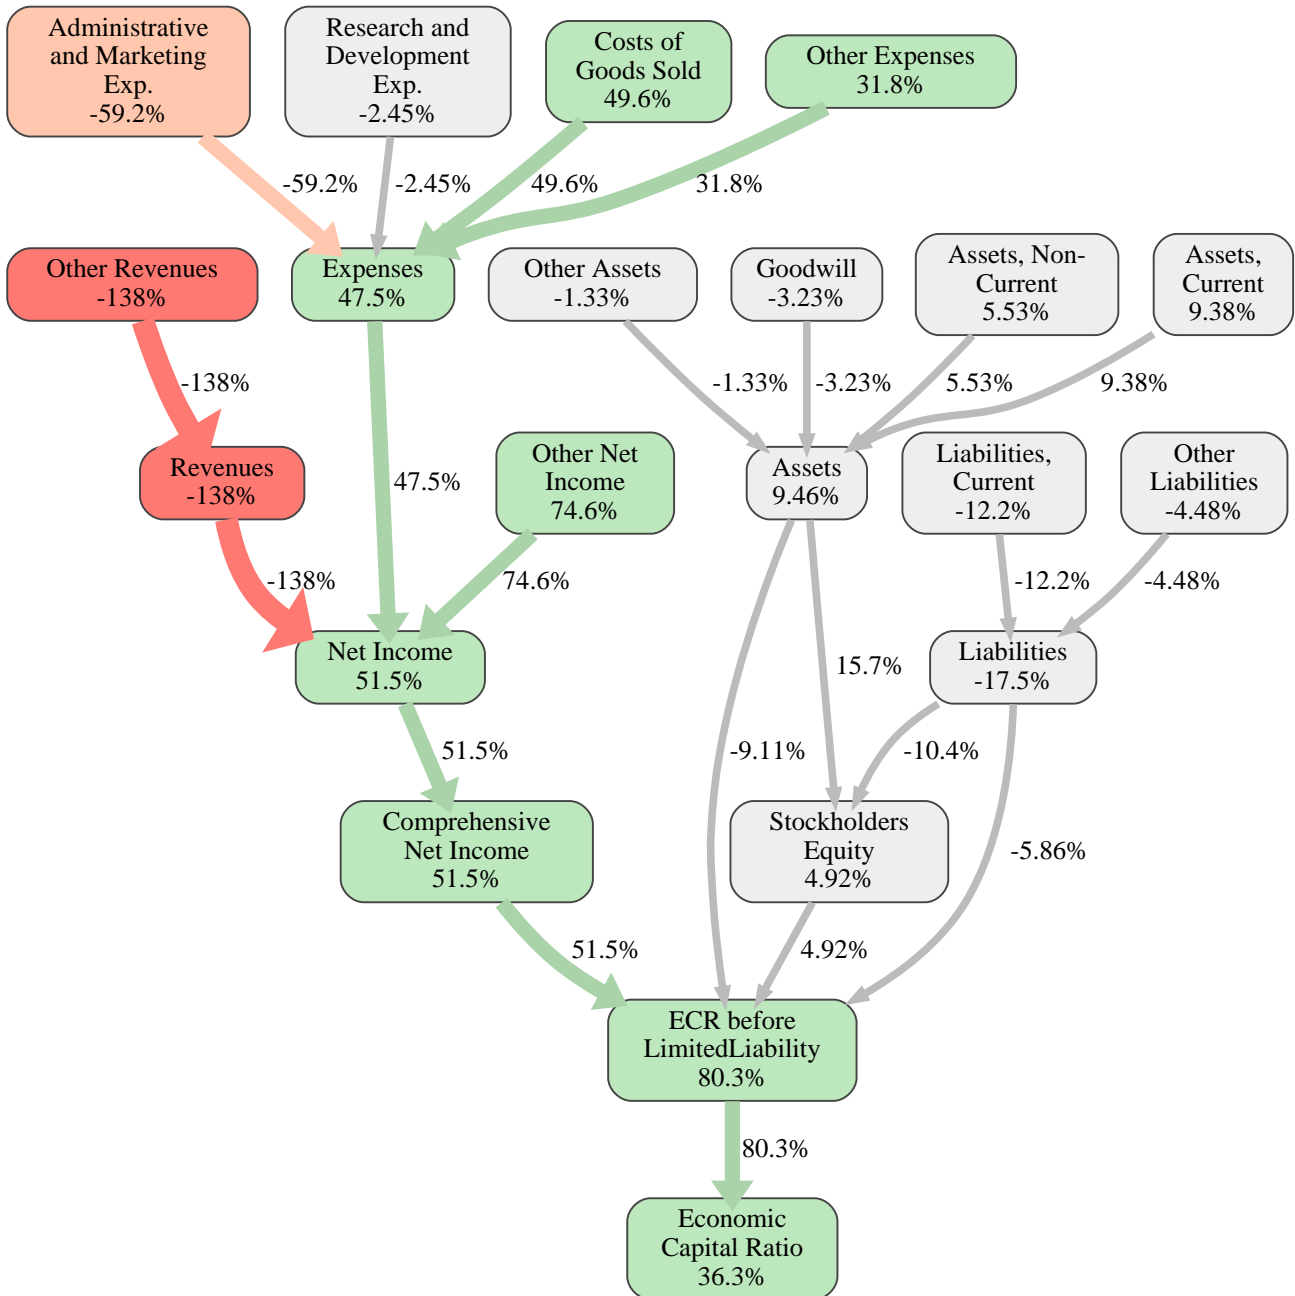 Administrative
and Marketing
Exp.
-59.2%
Research and
Development
Exp.
-2.45%
Costs of
Goods Sold
49.6%
Other Expenses
31.8%
-59.2%
-2.45%
49.6%
31.8%
Other Revenues
-138%
Expenses
47.5%
Other Assets
-1.33%
Goodwill
-3.23%
Assets, Non-
Current
5.53%
Assets,
Current
9.38%
-138%
-1.33%
-3.23%
5.53%
9.38%
Revenues
-138%
47.5%
Other Net
Income
74.6%
Assets
9.46%
Liabilities,
Current
-12.2%
Other
Liabilities
-4.48%
-138%
74.6%
-12.2%
-4.48%
Net Income
51.5%
15.7%
Liabilities
-17.5%
51.5%
-9.11%
-10.4%
Comprehensive
Net Income
51.5%
Stockholders
Equity
4.92%
-5.86%
51.5%
4.92%
ECR before
LimitedLiability
80.3%
80.3%
Economic
Capital Ratio
36.3%